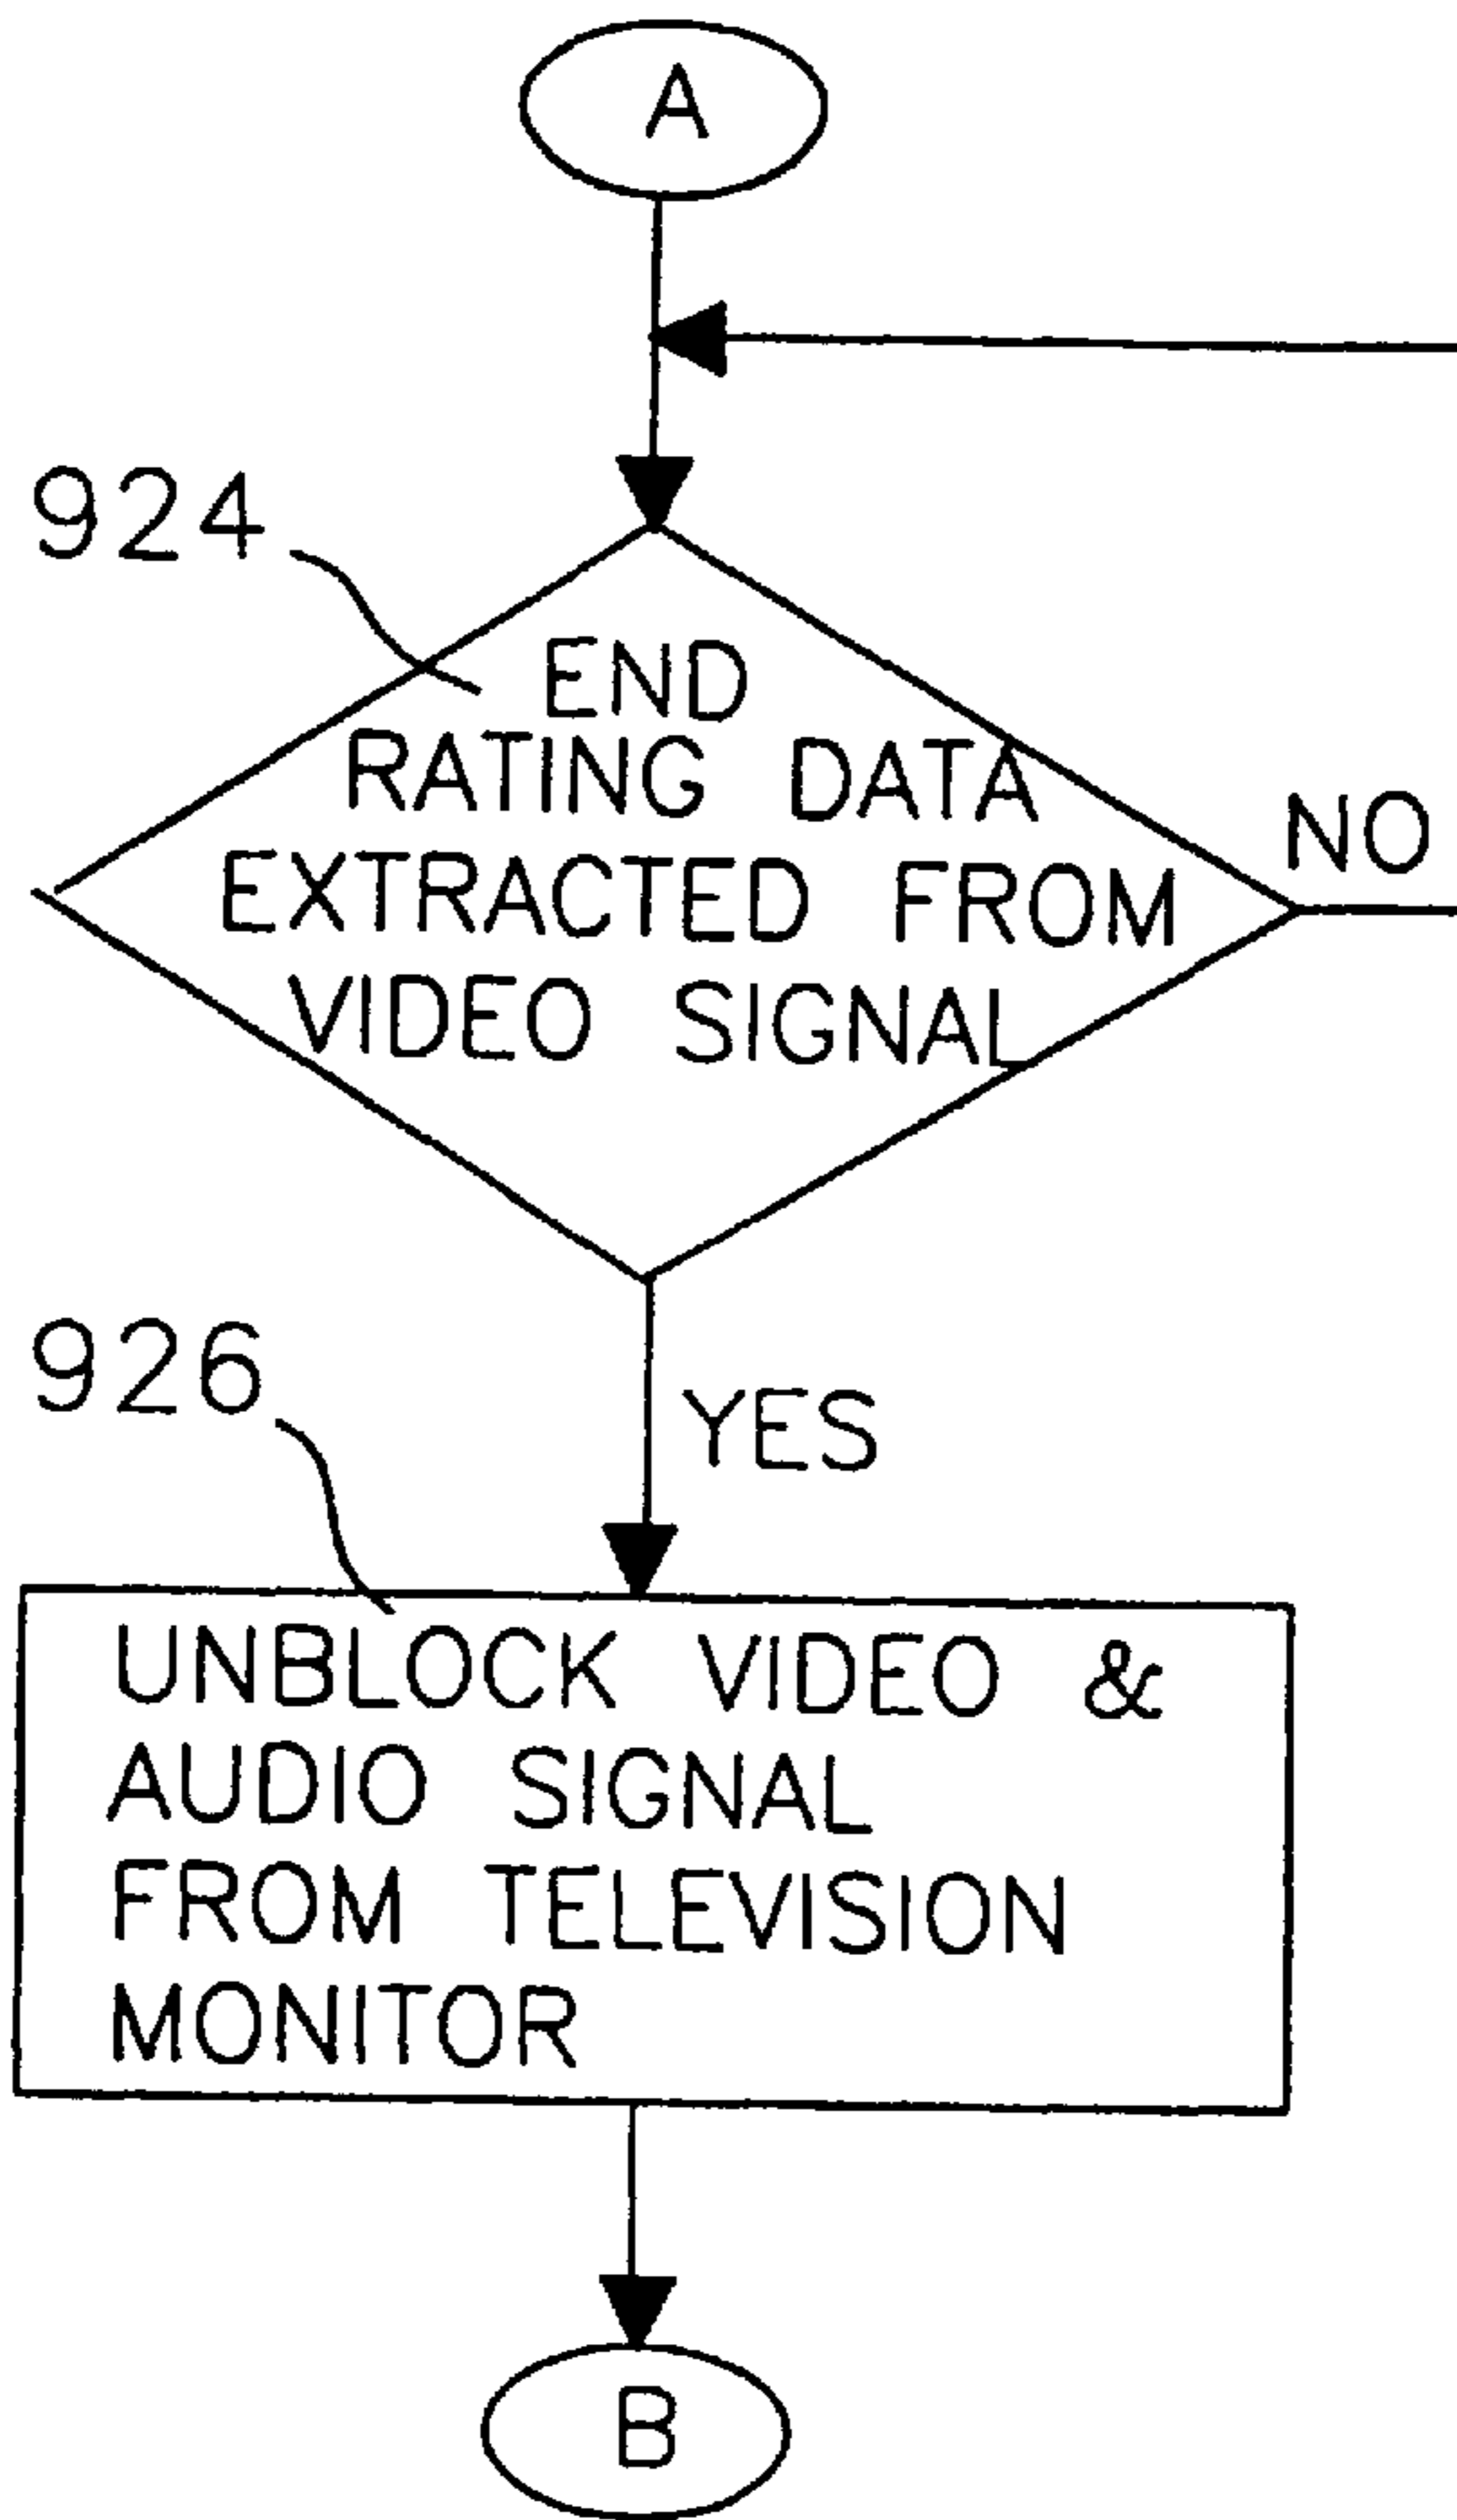 A
924
END
RATING DATA
EXTRACTED FROM
VIDEO SIGNAL
NO
926
YES
UNBLOCK VIDEO &
AUDIO SIGNAL
FROM TELEVISION
MONITOR
B